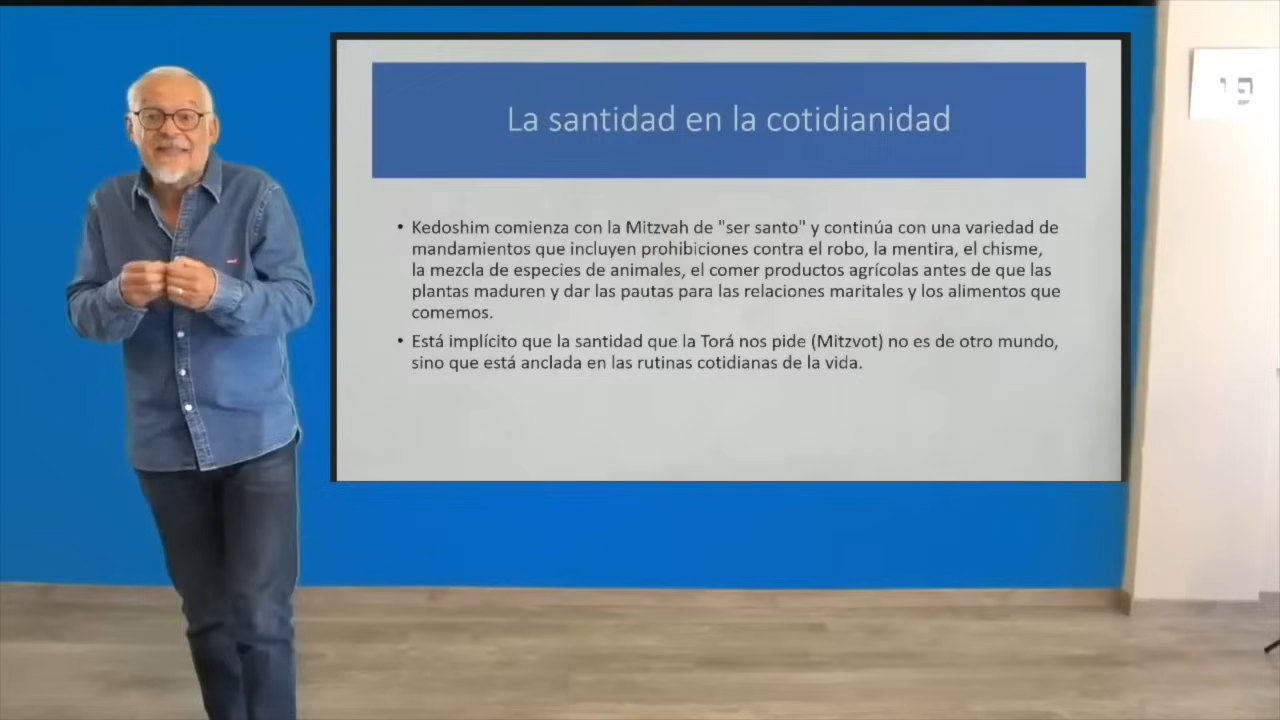 La santidad en la cotidianidad
• Kedoshim comienza con la Mitzvah de "ser santo" y continúa con una variedad de
mandamientos que incluyen prohibiciones contra el robo, la mentira, el chisme,
la mezcla de especies de animales, el comer productos agrícolas antes de que las
plantas maduren y dar las pautas para las relaciones maritales y los alimentos que
comemos.
• Está implícito que la santidad que la Torá nos pide (Mitzvot) no es de otro mundo,
sino que está anclada en las rutinas cotidianas de la vida.